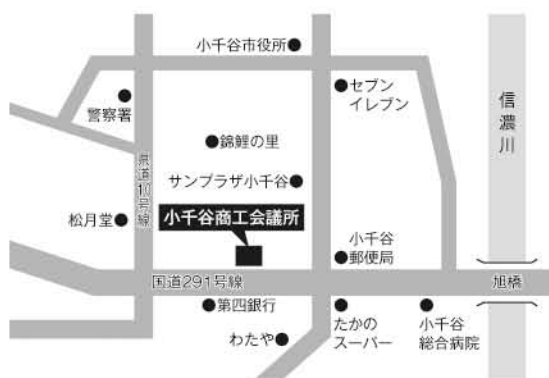 小千谷市役所
セブン
イレブン
信濃川
警察署
錦鯉の里
県道10号線
サンプラザ小千谷
松月堂
小千谷商工会議所
小千谷
郵便局
国道291号線
旭橋
第四銀行
たかの
スーパー
小千谷
総合病院
わたや